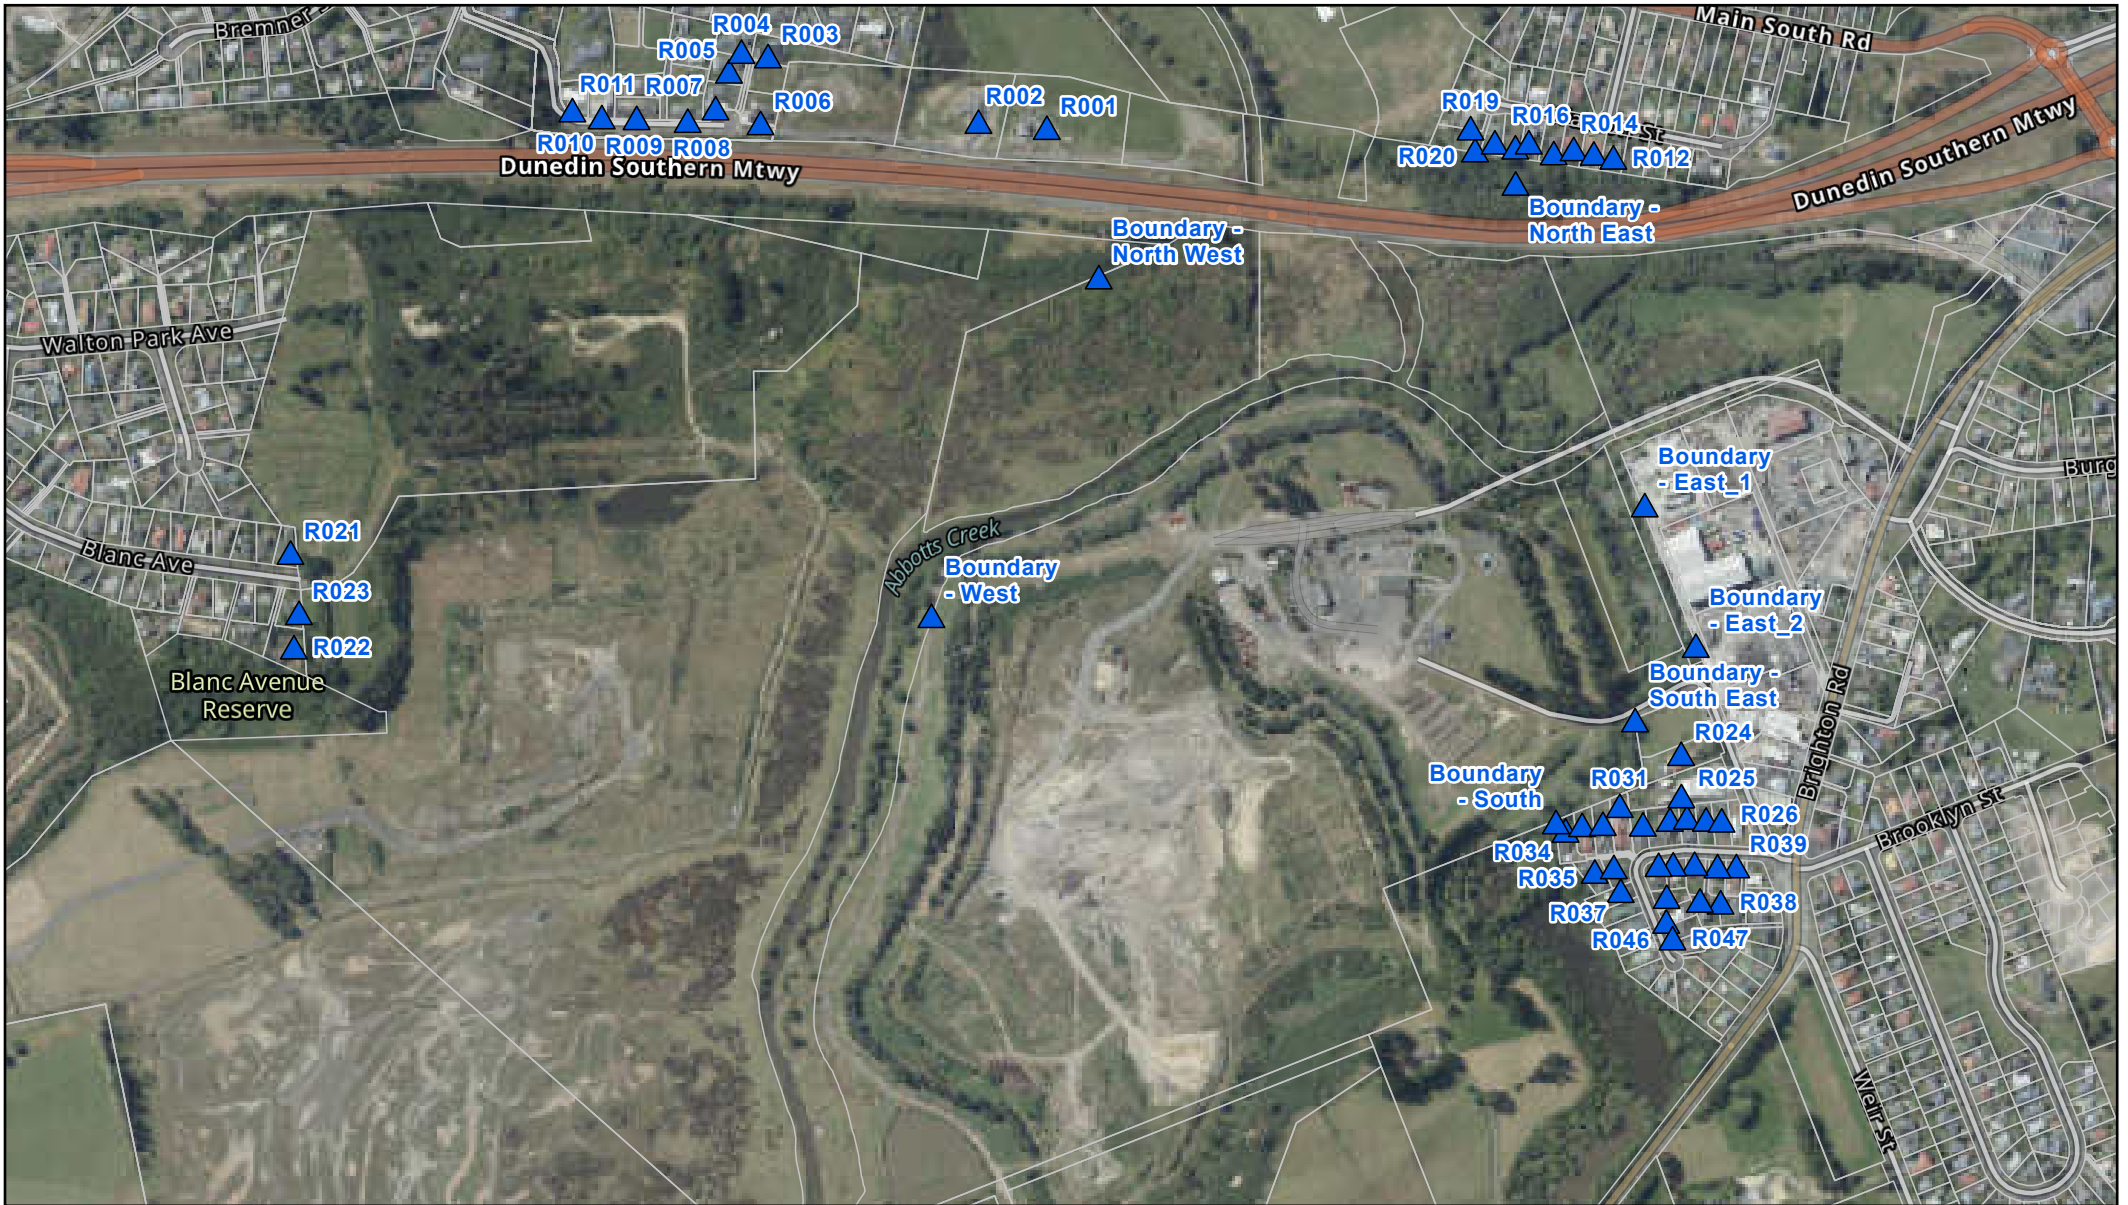 Bremner
R004
R003
R005
Main South Rd
R011
R007
R006
R002
R001
R019
R016
R014
St
R010
R009
R008
R020
R012
Dunedin Southern Mtwy
Dunedin Southern Mtwy
Boundary -
North East
Boundary -
North West
Walton Park Ave
Boundary
- East_1
Burg
R021
Abbotts Creek
Blanc Ave
Boundary
- West
R023
Boundary
- East_2
R022
Blanc Avenue
Reserve
Boundary -
South East
Brighton Rd
R024
Boundary
- South
R031
R025
R026
Brooklyn St
R034
R039
R035
R037
R038
R046
R047
Weir St